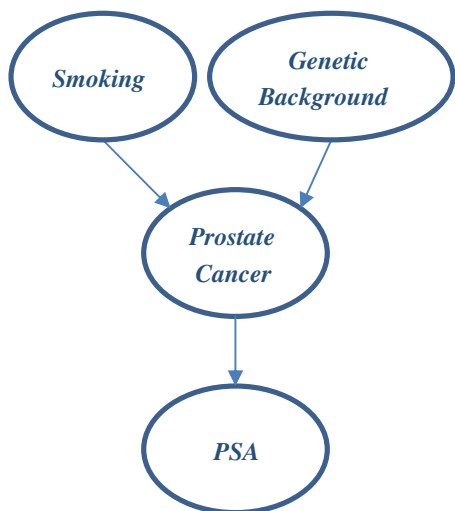 Smoking
Genetic
Background
Prostate
Cancer
PSA